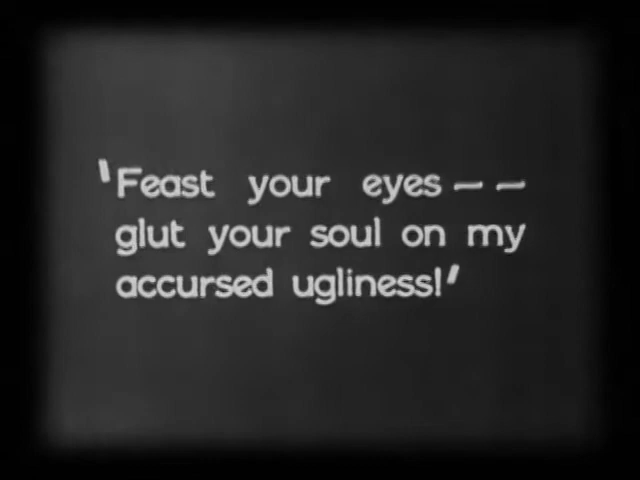 'Feast your eyes — —
glut your soul on my
accursed ugliness!'